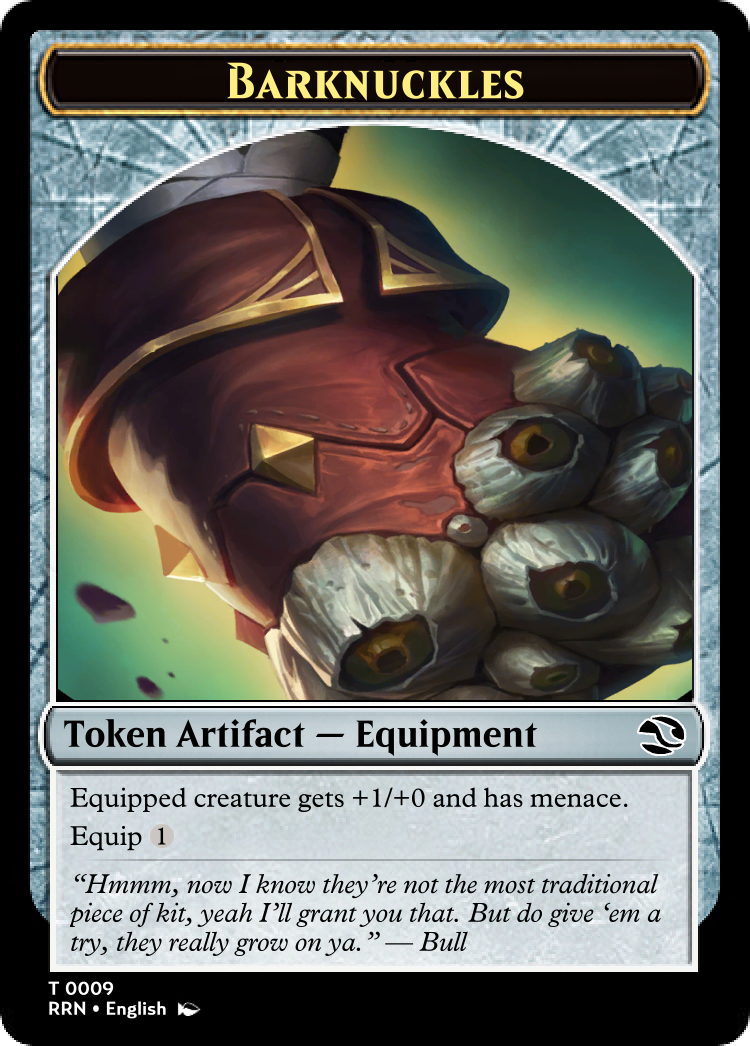 Barknuckles
Token Artifact — Equipment
Equipped creature gets +1/+0 and has menace.
Equip 1
“Hmmm, now I know they’re not the most traditional
piece of kit, yeah I’ll grant you that. But do give ‘em a
try, they really grow on ya.” — Bull
T 0009
RRN • English